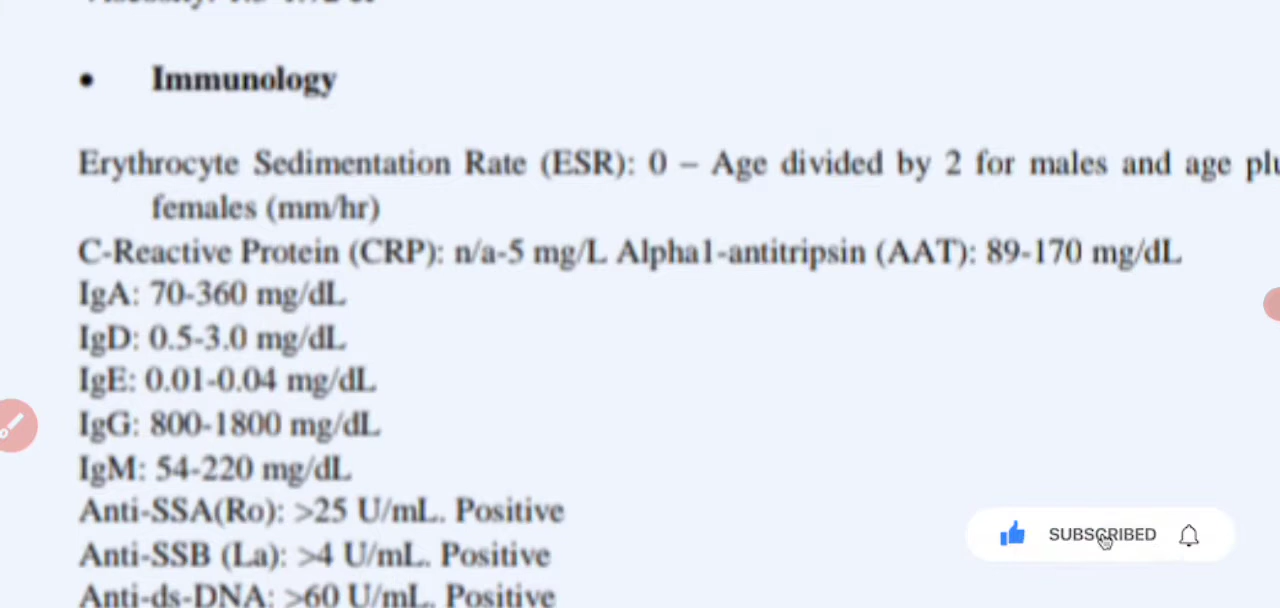 • Immunology
Erythrocyte Sedimentation Rate (ESR): 0 – Age divided by 2 for males and age
females (mm/hr)
C-Reactive Protein (CRP): n/a-5 mg/L Alpha1-antitripsin (AAT): 89-170 mg/dL
IgA: 70-360 mg/dL
IgD: 0.5-3.0 mg/dL
IgE: 0.01-0.04 mg/dL
IgG: 800-1800 mg/dL
IgM: 54-220 mg/dL
Anti-SSA(Ro): >25 U/mL. Positive
SUBSCRIBED
Anti-SSB (La): >4 U/mL. Positive
Anti-ds-DNA: >60 U/mL. Positive